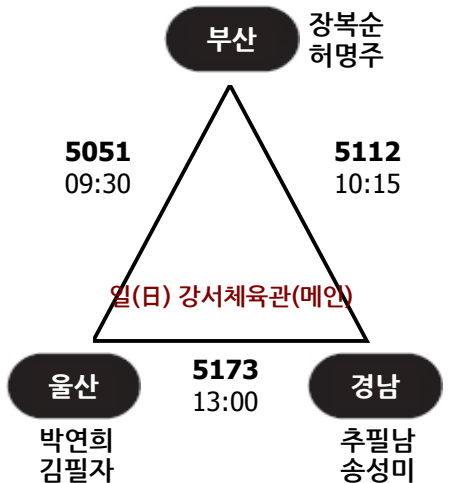 부산
장복순
허명주
5051
09:30
5112
10:15
일(日) 강서체육관(메인)
울산
5173
13:00
경남
박연희
김필자
추필남
송성미